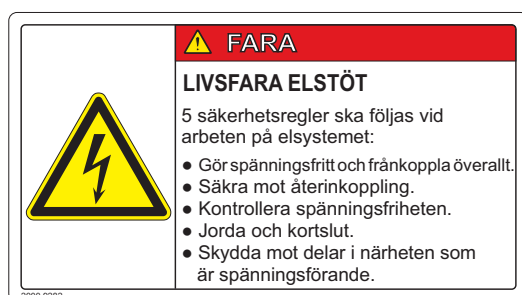 FARA
LIVSFARA ELSTÖT
5 säkerhetsregler ska följas vid
arbeten på elsystemet:
● Gör spänningsfritt och frånkoppla överallt.
● Säkra mot återinkoppling.
● Kontrollera spänningsfriheten.
● Jorda och kortslut.
● Skydda mot delar i närheten som
är spänningsförande.